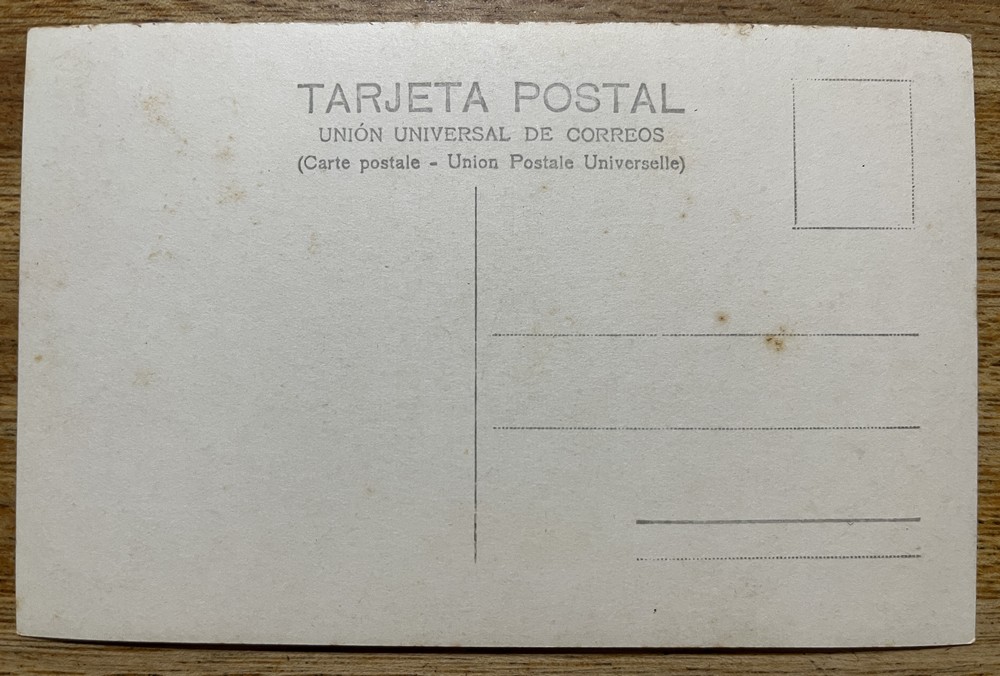 TARJETA POSTAL
UNIÓN UNIVERSAL DE CORREOS
(Carte postale - Union Postale Universelle)